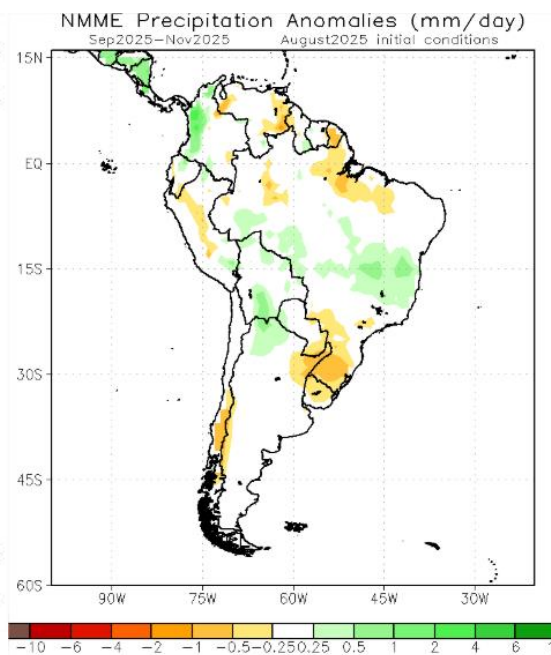 NMME Precipitation Anomalies (mm/day)
Sep2025-Nov2025 August2025 initial conditions
15N
EQ
15S
30S
45S
60S
90W 75W 60W 45W 30W
-10 -6 -4 -2 -1 -0.5 -0.25 0.25 0.5 1 2 4 6